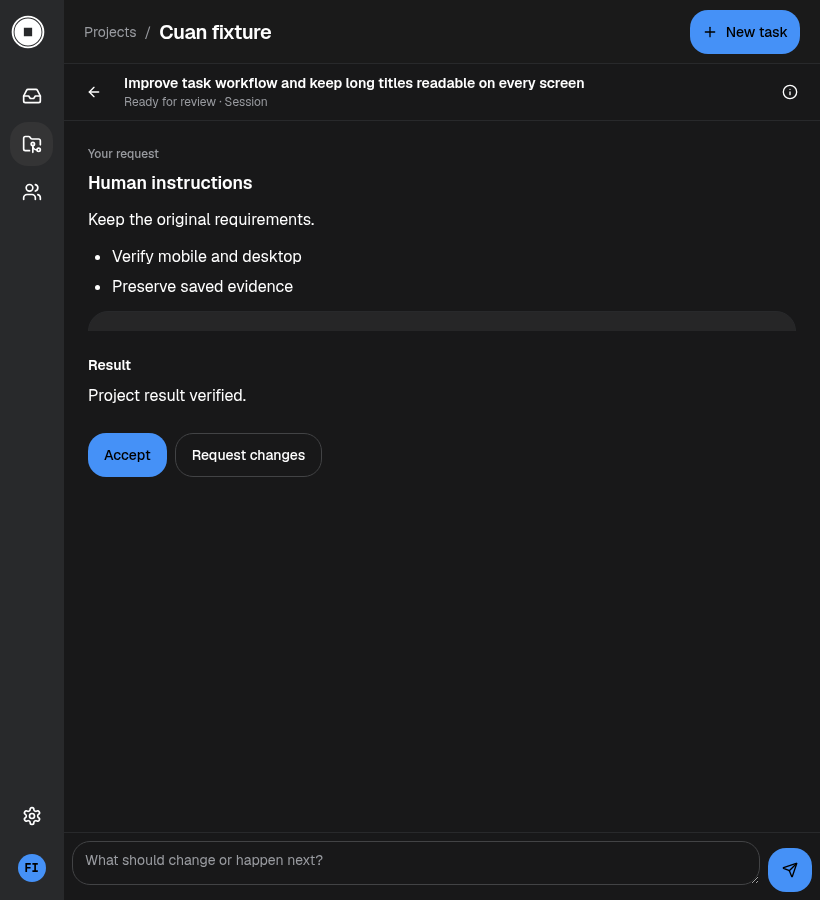 Projects / Cuan fixture
+ New task
Improve task workflow and keep long titles readable on every screen
Ready for review · Session
Your request
Human instructions
Keep the original requirements.
• Verify mobile and desktop
• Preserve saved evidence
Result
Project result verified.
Accept
Request changes
FI
What should change or happen next?